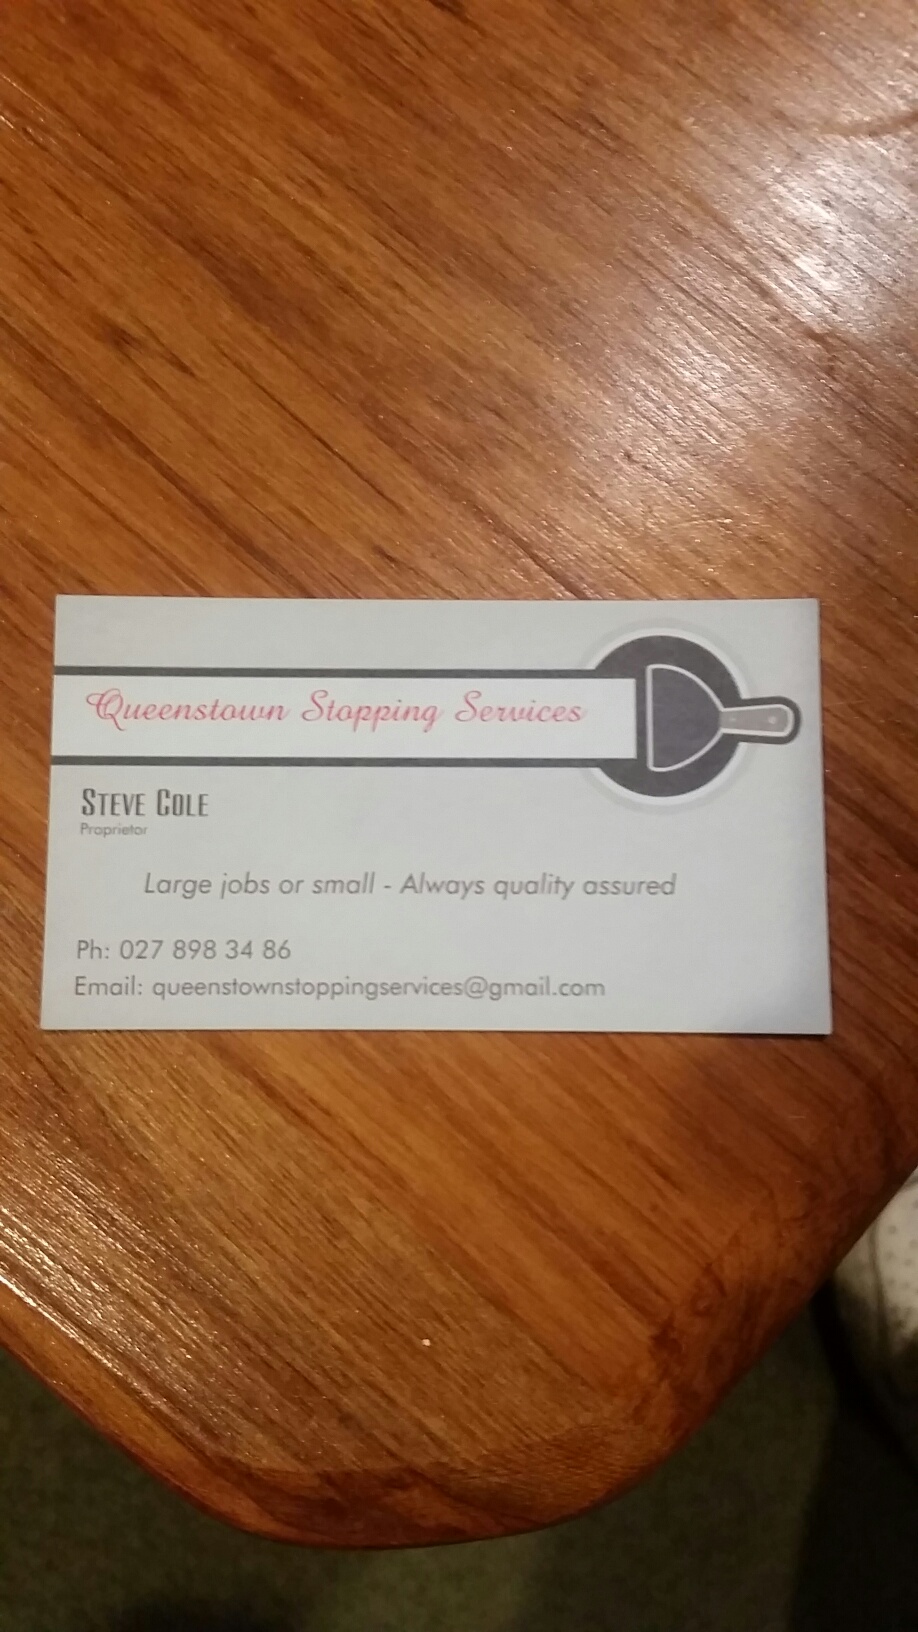 Queenstown Stopping Services
STEVE COLE
Proprietor
Large jobs or small - Always quality assured
Ph: 027 898 34 86
Email: queenstownstoppingservices@gmail.com